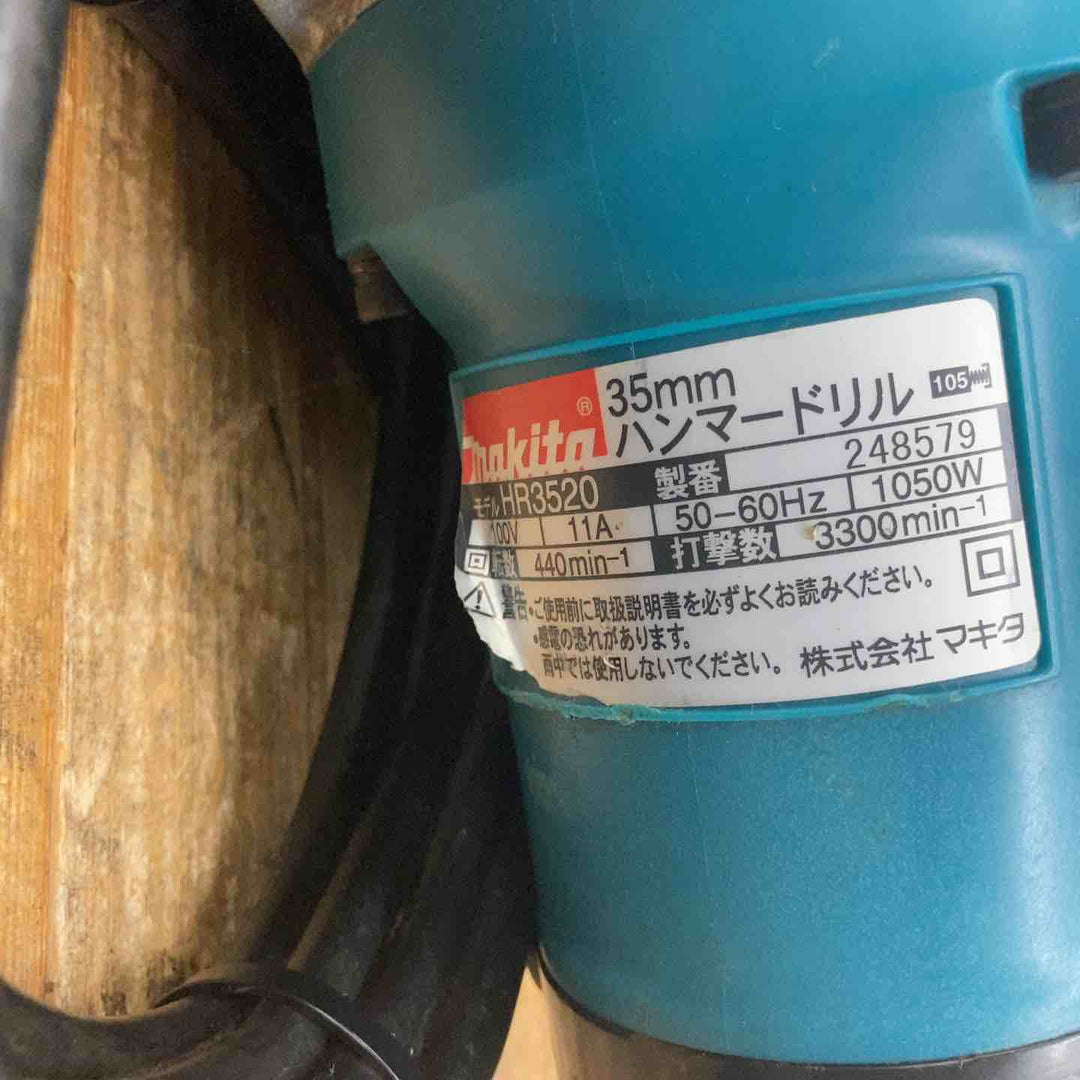 makita®
35mm
ハンマードリル 105
モデル HR3520 製番 248579
100V 11A 50-60Hz 1050W
440min-1 打撃数 3300min-1
警告 •ご使用前に取扱説明書を必ずよくお読みください。
•感電の恐れがあります。
雨中では使用しないでください。 株式会社 マキタ